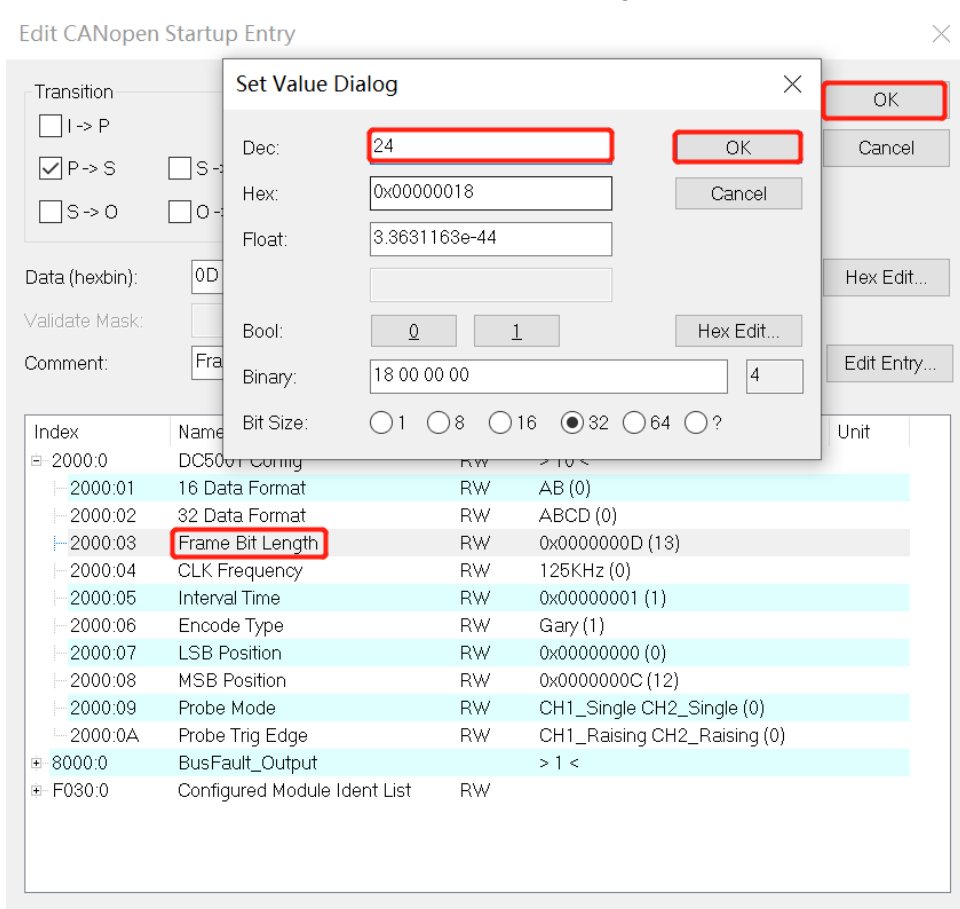 Edit CANopen Startup Entry
Transition
I -> P
P -> S
S -> O
S -
O -
Data (hexbin):
0D
Validate Mask:
Comment:
Fra
OK
Cancel
Hex Edit...
Edit Entry...
Set Value Dialog
Dec:
24
OK
Hex:
0x00000018
Cancel
Float:
3.3631163e-44
Bool:
0
1
Hex Edit...
Binary:
18 00 00 00
4
Bit Size:
1
8
16
32
64
?
Index Name Unit
2000:0 DC5001 Config RW > 10 <
2000:01 16 Data Format RW AB (0)
2000:02 32 Data Format RW ABCD (0)
2000:03 Frame Bit Length RW 0x0000000D (13)
2000:04 CLK Frequency RW 125KHz (0)
2000:05 Interval Time RW 0x00000001 (1)
2000:06 Encode Type RW Gary (1)
2000:07 LSB Position RW 0x00000000 (0)
2000:08 MSB Position RW 0x0000000C (12)
2000:09 Probe Mode RW CH1_Single CH2_Single (0)
2000:0A Probe Trig Edge RW CH1_Raising CH2_Raising (0)
8000:0 BusFault_Output > 1 <
F030:0 Configured Module Ident List RW